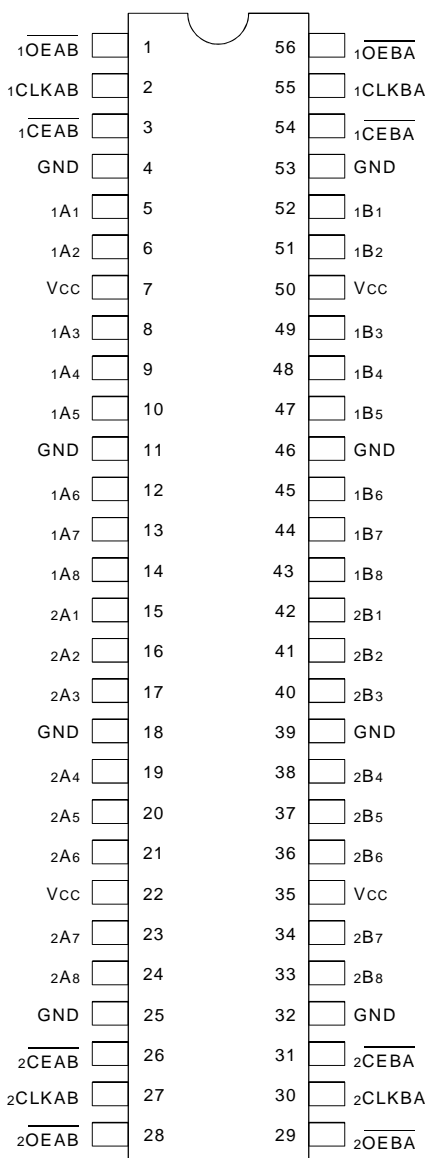 1OEAB 1 56 1OEBA
1CLKAB 2 55 1CLKBA
1CEAB 3 54 1CEBA
GND 4 53 GND
1A1 5 52 1B1
1A2 6 51 1B2
VCC 7 50 VCC
1A3 8 49 1B3
1A4 9 48 1B4
1A5 10 47 1B5
GND 11 46 GND
1A6 12 45 1B6
1A7 13 44 1B7
1A8 14 43 1B8
2A1 15 42 2B1
2A2 16 41 2B2
2A3 17 40 2B3
GND 18 39 GND
2A4 19 38 2B4
2A5 20 37 2B5
2A6 21 36 2B6
VCC 22 35 VCC
2A7 23 34 2B7
2A8 24 33 2B8
GND 25 32 GND
2CEAB 26 31 2CEBA
2CLKAB 27 30 2CLKBA
2OEAB 28 29 2OEBA